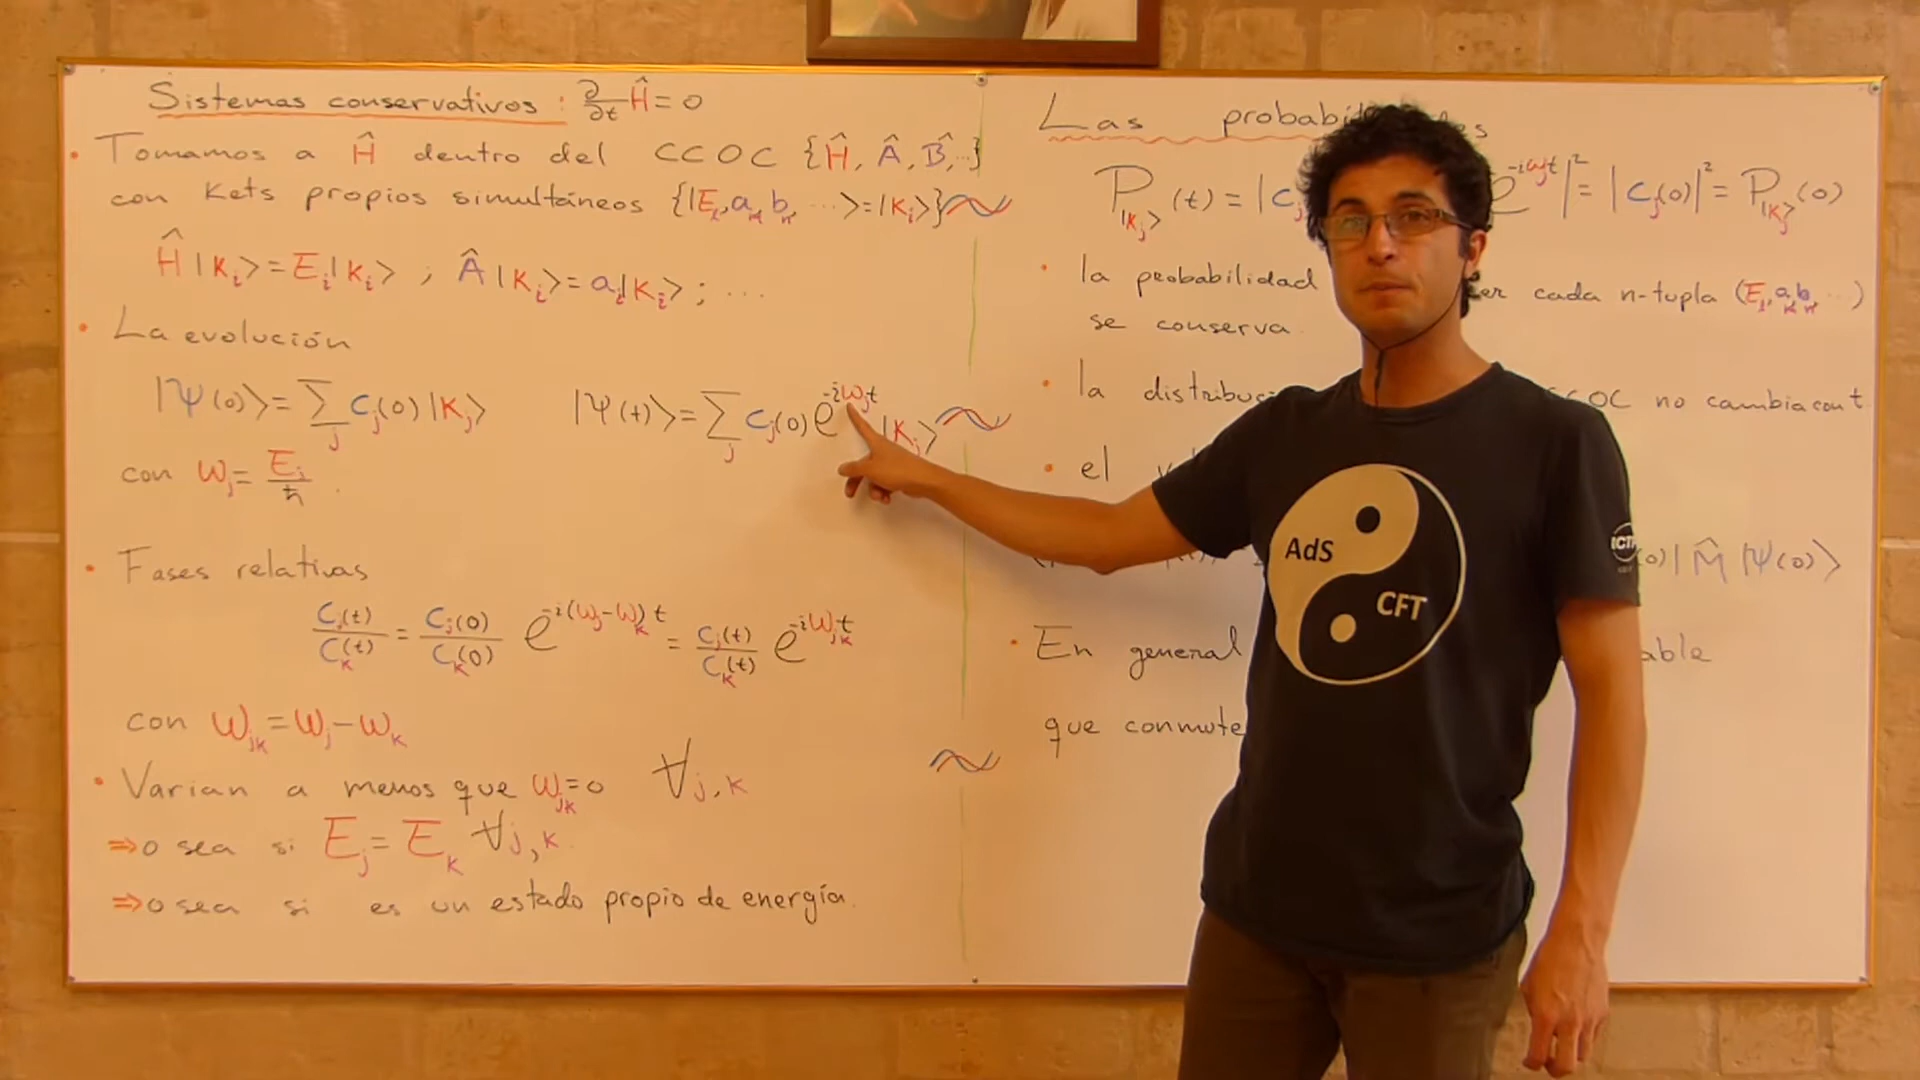 Sistemas conservativos : ∂/∂t Ĥ = 0
• Tomamos a Ĥ dentro del CCOC {Ĥ, Â, B̂, ...}
con kets propios simultáneos {|E_i, a_i, b_i, ...> = |K_i>}
Ĥ |K_i> = E_i |K_i> ; Â |K_i> = a_i |K_i> ; ...
• La evolución
|Ψ(0)> = Σ_j C_j(0) |K_j>   |Ψ(t)> = Σ_j C_j(0) e^{-iω_j t} |K_j>
con ω_j = E_i/ħ
• Fases relativas
C_j(t)/C_k(t) = C_j(0)/C_k(0) e^{-i(ω_j-ω_k)t} = C_j(t)/C_k(t) e^{-iω_jk t}
con ω_jk = ω_j - ω_k
• Varian a menos que ω_jk = 0 ∀ j, k
⇒ o sea si E_j = E_k ∀ j, k
⇒ o sea si es un estado propio de energía.
Las
P_|K_j> (t) = |C e^{-iω_j t}|² = |C_j(0)|² = P_|K_j>(0)
• la probabilidad cada n-tupla (E_i, a_i, b_i, ...)
se conserva
• la CCOC no cambia con t
• el
(0)| M̂ |Ψ(0)>
• En general
que conmute
AdS
CFT